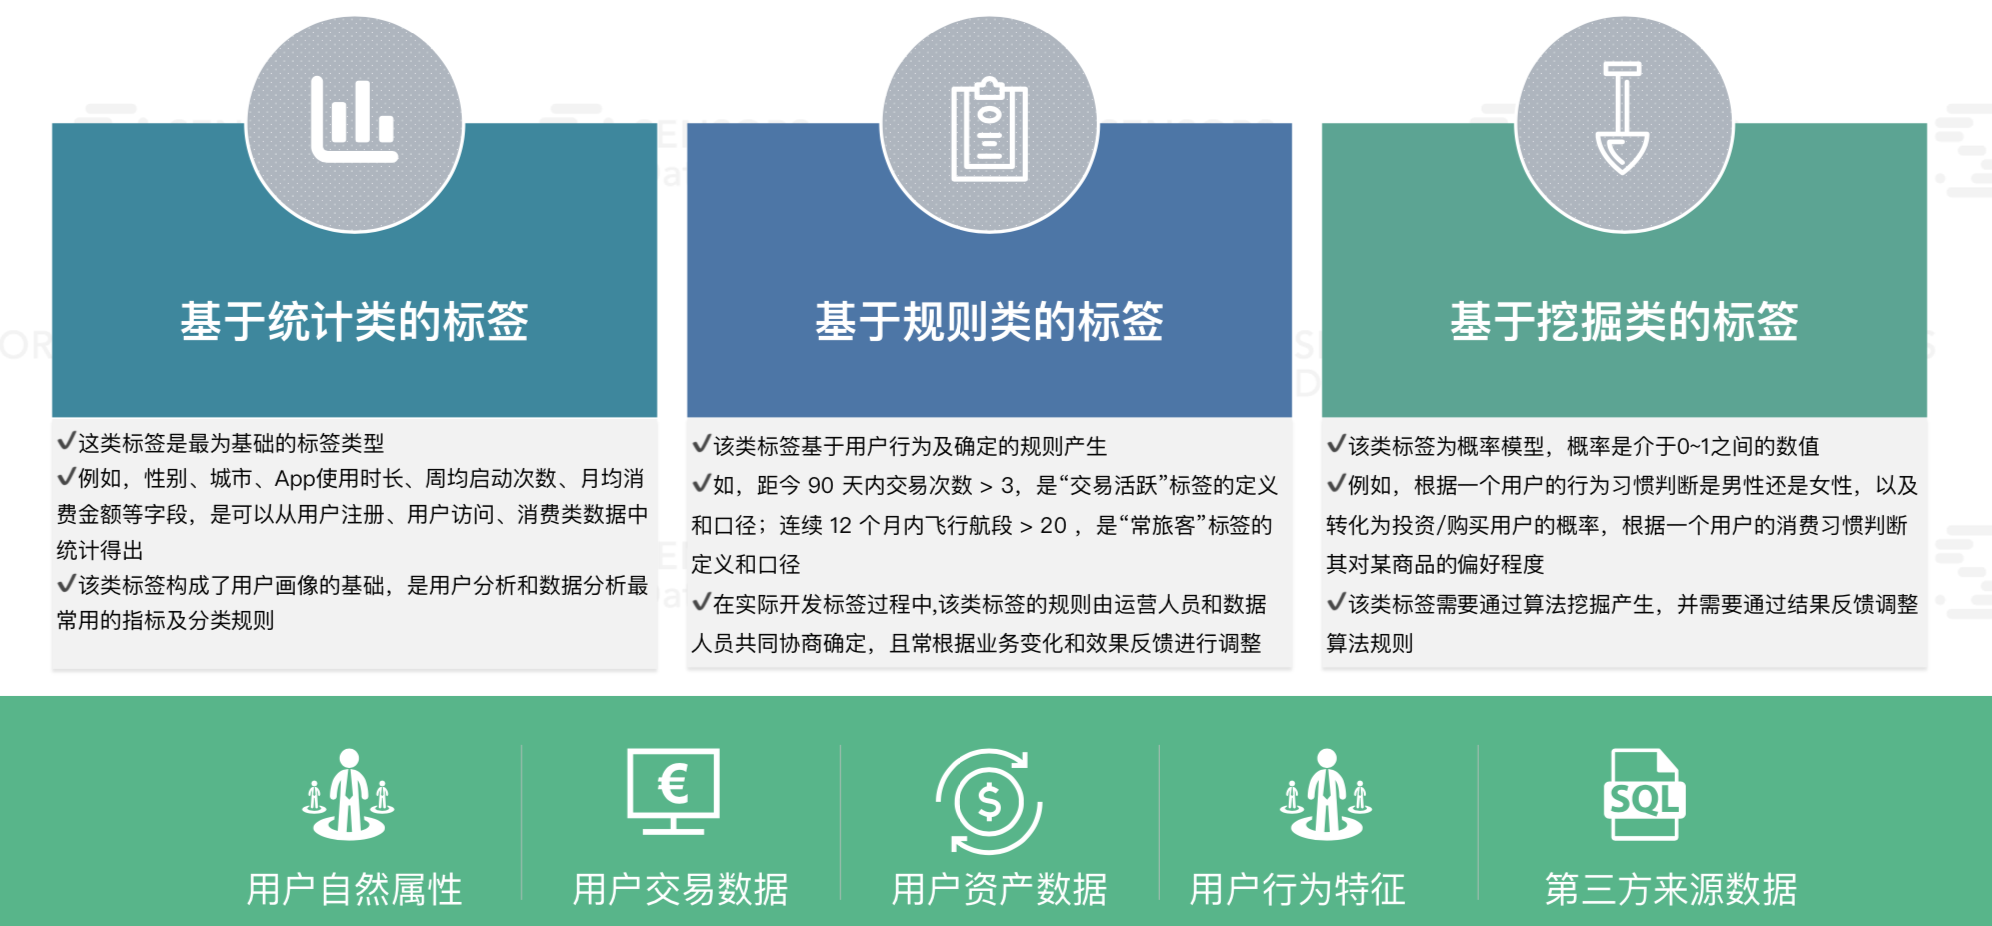 基于统计类的标签
✔这类标签是最为基础的标签类型
✔例如，性别、城市、App使用时长、周均启动次数、月均消
费金额等字段，是可以从用户注册、用户访问、消费类数据中
统计得出
✔该类标签构成了用户画像的基础，是用户分析和数据分析最
常用的指标及分类规则
基于规则类的标签
✔该类标签基于用户行为及确定的规则产生
✔如，距今 90 天内交易次数 > 3，是“交易活跃”标签的定义
和口径；连续 12 个月内飞行航段 > 20 ，是“常旅客”标签的
定义和口径
✔在实际开发标签过程中,该类标签的规则由运营人员和数据
人员共同协商确定，且常根据业务变化和效果反馈进行调整
基于挖掘类的标签
✔该类标签为概率模型，概率是介于0~1之间的数值
✔例如，根据一个用户的行为习惯判断是男性还是女性，以及
转化为投资/购买用户的概率，根据一个用户的消费习惯判断
其对某商品的偏好程度
✔该类标签需要通过算法挖掘产生，并需要通过结果反馈调整
算法规则
€
$
SQL
用户自然属性
用户交易数据
用户资产数据
用户行为特征
第三方来源数据